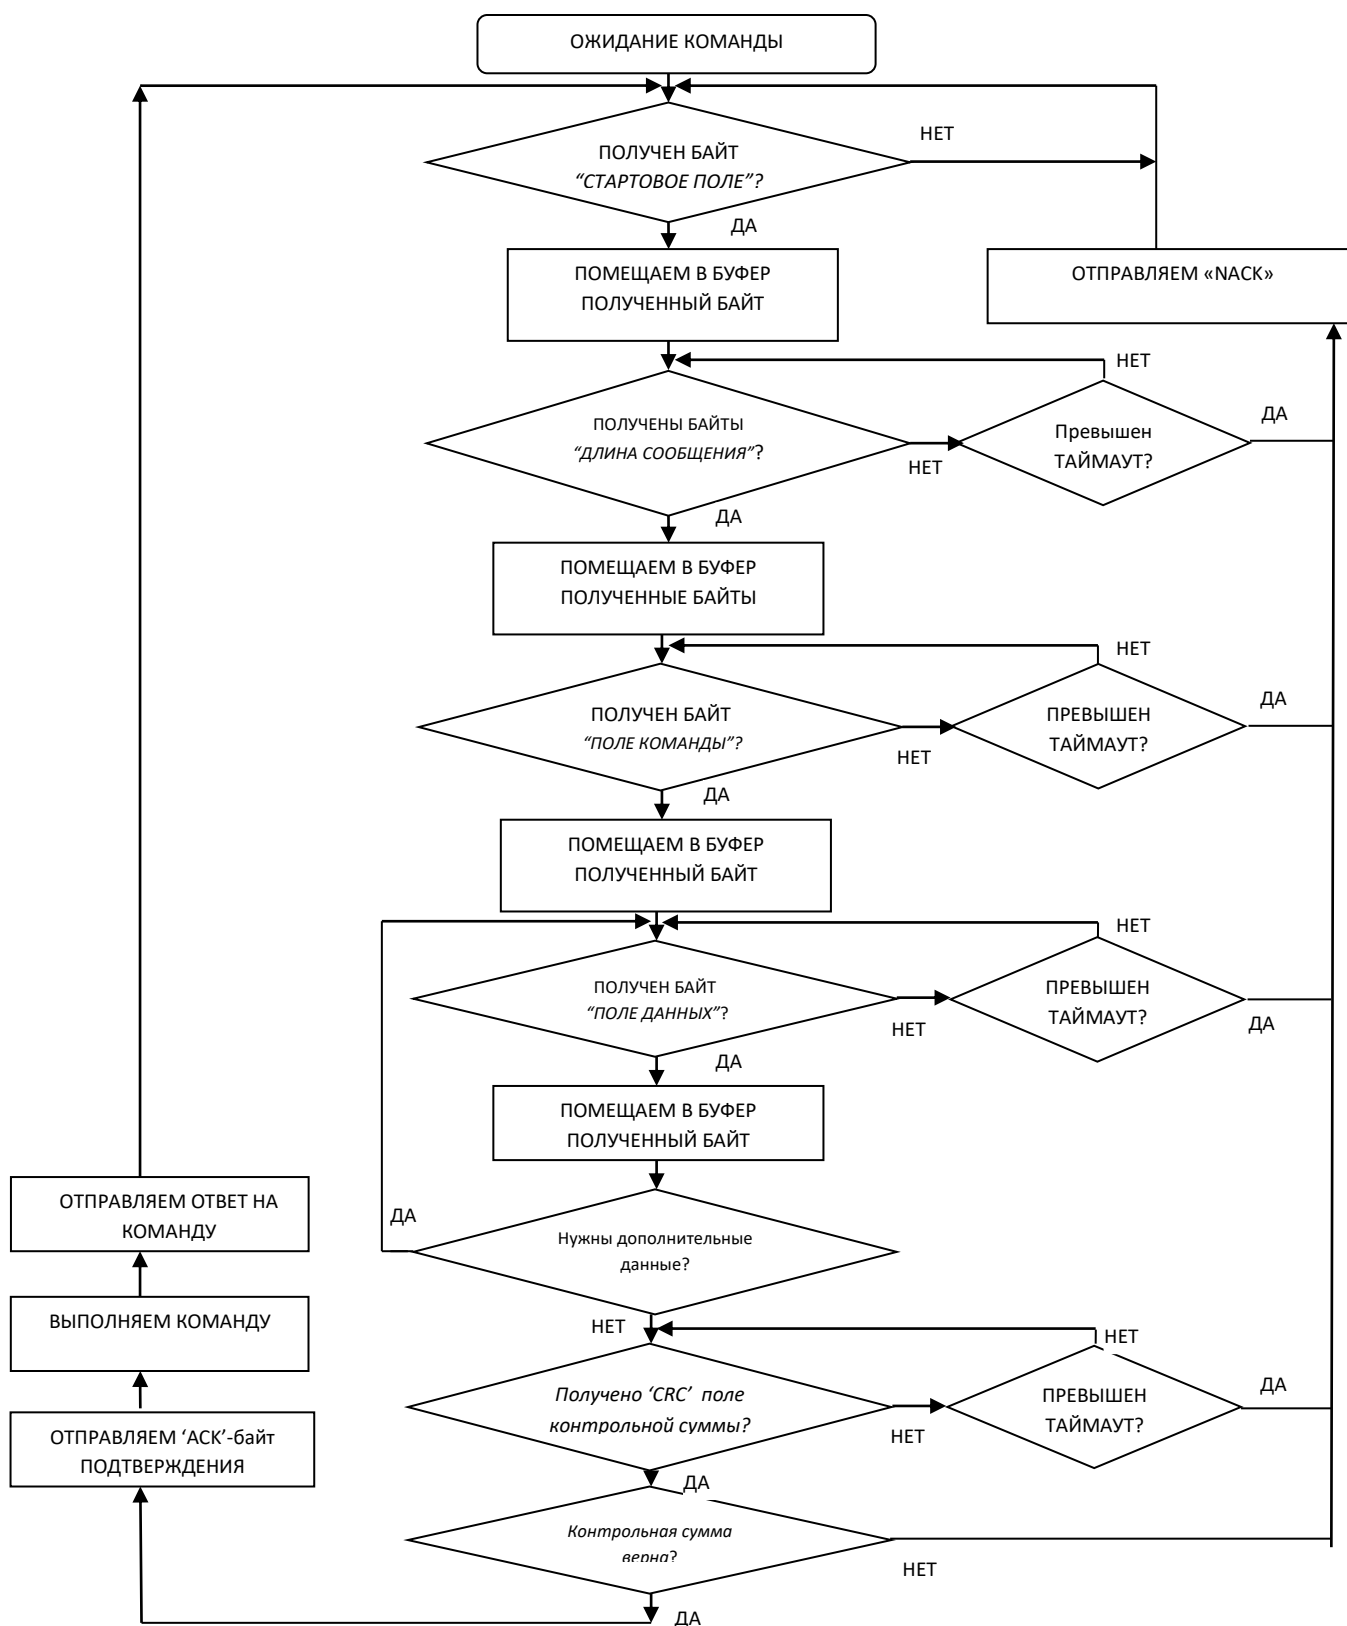 ОЖИДАНИЕ КОМАНДЫ
НЕТ
ПОЛУЧЕН БАЙТ
“СТАРТОВОЕ ПОЛЕ”?
ДА
ПОМЕЩАЕМ В БУФЕР
ПОЛУЧЕННЫЙ БАЙТ
ОТПРАВЛЯЕМ «NACK»
НЕТ
ПОЛУЧЕНЫ БАЙТЫ
“ДЛИНА СООБЩЕНИЯ”?
НЕТ
Превышен
ТАЙМАУТ?
ДА
ДА
ПОМЕЩАЕМ В БУФЕР
ПОЛУЧЕННЫЕ БАЙТЫ
НЕТ
ПОЛУЧЕН БАЙТ
“ПОЛЕ КОМАНДЫ”?
НЕТ
ПРЕВЫШЕН
ТАЙМАУТ?
ДА
ДА
ПОМЕЩАЕМ В БУФЕР
ПОЛУЧЕННЫЙ БАЙТ
НЕТ
ПОЛУЧЕН БАЙТ
“ПОЛЕ ДАННЫХ”?
НЕТ
ПРЕВЫШЕН
ТАЙМАУТ?
ДА
ДА
ПОМЕЩАЕМ В БУФЕР
ПОЛУЧЕННЫЙ БАЙТ
ДА
Нужны дополнительные
данные?
НЕТ
НЕТ
Получено ‘CRC’ поле
контрольной суммы?
НЕТ
ПРЕВЫШЕН
ТАЙМАУТ?
ДА
ДА
Контрольная сумма
верна?
НЕТ
ДА
ОТПРАВЛЯЕМ ОТВЕТ НА
КОМАНДУ
ВЫПОЛНЯЕМ КОМАНДУ
ОТПРАВЛЯЕМ ‘ACK’-байт
ПОДТВЕРЖДЕНИЯ